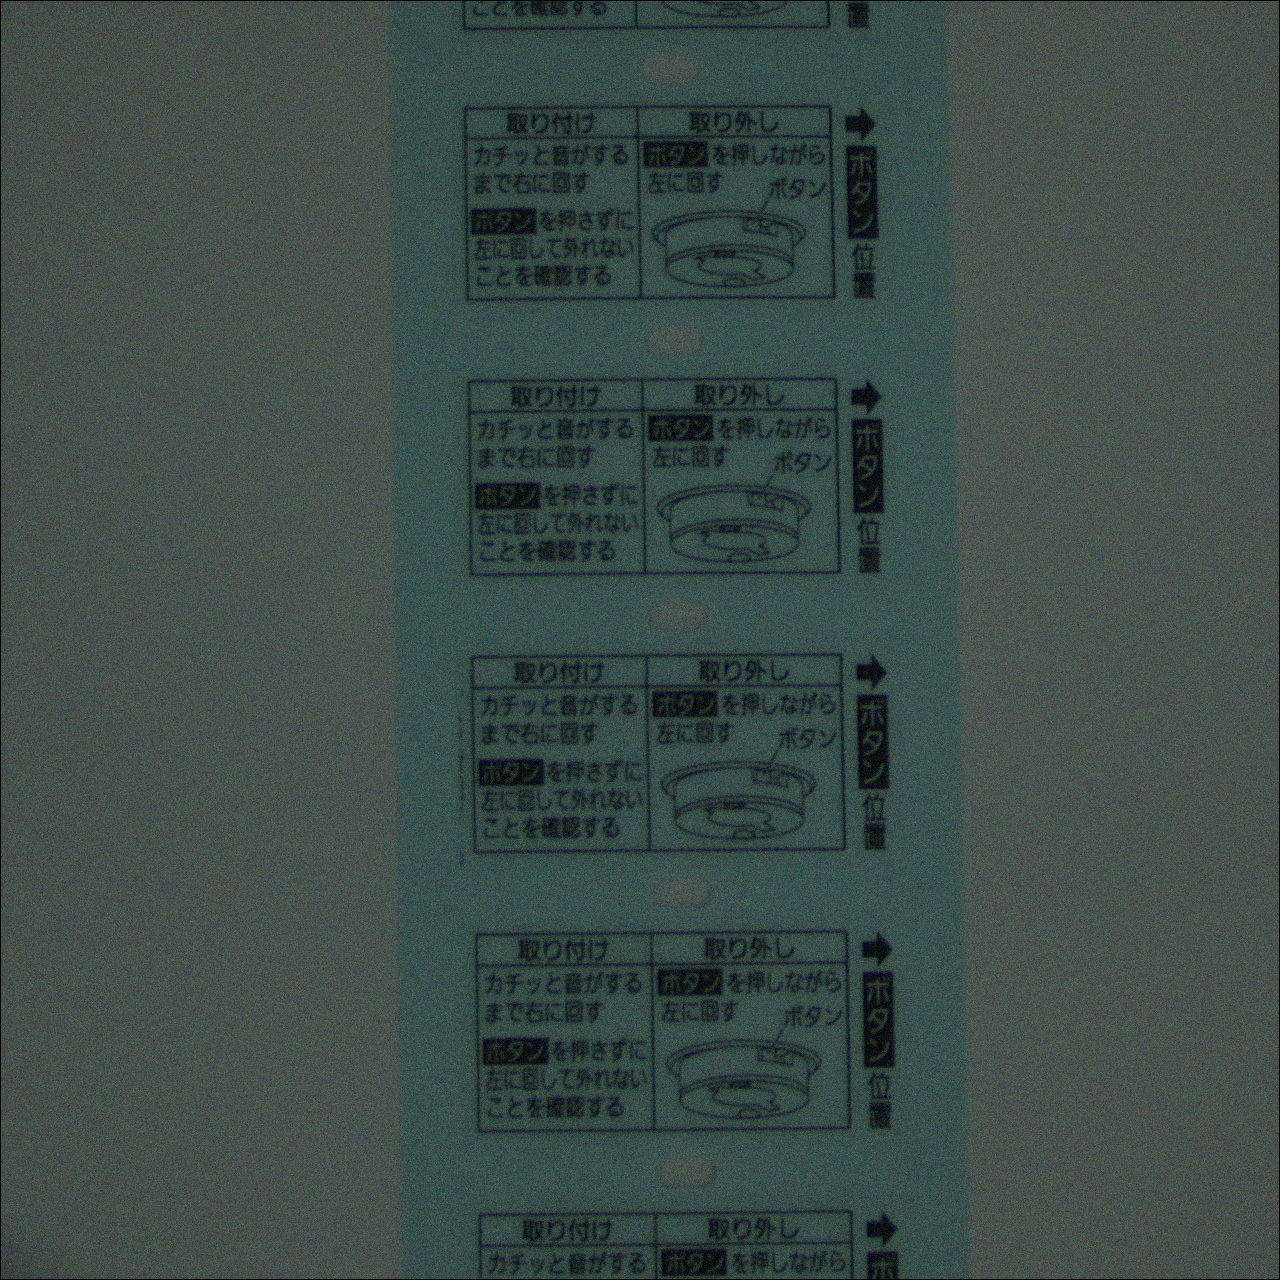 ことを確認する
置
取り付け 取り外し
カチッと音がする
まで右に回す
ボタンを押さずに
左に回して外れない
ことを確認する
ボタンを押しながら
左に回す
ボタン
➡ボタン位置
取り付け 取り外し
カチッと音がする
まで右に回す
ボタンを押さずに
左に回して外れない
ことを確認する
ボタンを押しながら
左に回す
ボタン
➡ボタン位置
取り付け 取り外し
カチッと音がする
まで右に回す
ボタンを押さずに
左に回して外れない
ことを確認する
ボタンを押しながら
左に回す
ボタン
➡ボタン位置
取り付け 取り外し
カチッと音がする
まで右に回す
ボタンを押さずに
左に回して外れない
ことを確認する
ボタンを押しながら
左に回す
ボタン
➡ボタン位置
取り付け 取り外し
カチッと音がする
ボタンを押しながら
➡ボ